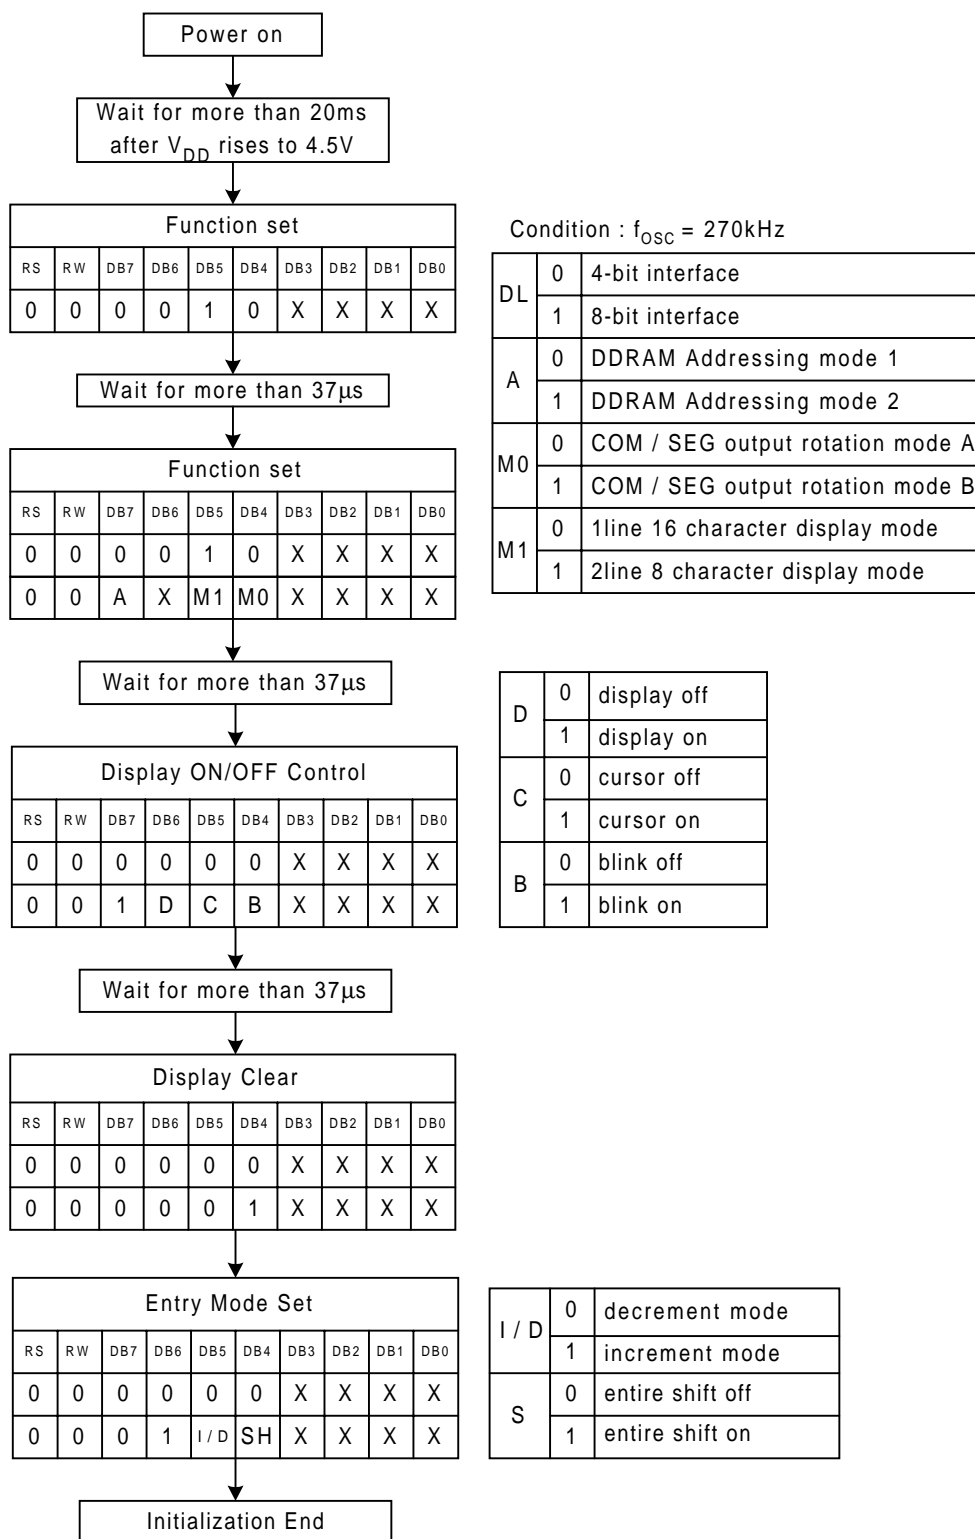 Power on
Wait for more than 20ms
after VDD rises to 4.5V
Function set
RS RW DB7 DB6 DB5 DB4 DB3 DB2 DB1 DB0
0 0 0 0 1 0 X X X X
Wait for more than 37μs
Function set
RS RW DB7 DB6 DB5 DB4 DB3 DB2 DB1 DB0
0 0 0 0 1 0 X X X X
0 0 A X M1 M0 X X X X
Wait for more than 37μs
Display ON/OFF Control
RS RW DB7 DB6 DB5 DB4 DB3 DB2 DB1 DB0
0 0 0 0 0 0 X X X X
0 0 1 D C B X X X X
Wait for more than 37μs
Display Clear
RS RW DB7 DB6 DB5 DB4 DB3 DB2 DB1 DB0
0 0 0 0 0 0 X X X X
0 0 0 0 0 1 X X X X
Entry Mode Set
RS RW DB7 DB6 DB5 DB4 DB3 DB2 DB1 DB0
0 0 0 0 0 0 X X X X
0 0 0 1 I/D SH X X X X
Initialization End
Condition : fOSC = 270kHz
DL
0 4-bit interface
1 8-bit interface
A
0 DDRAM Addressing mode 1
1 DDRAM Addressing mode 2
M0
0 COM / SEG output rotation mode A
1 COM / SEG output rotation mode B
M1
0 1line 16 character display mode
1 2line 8 character display mode
D
0 display off
1 display on
C
0 cursor off
1 cursor on
B
0 blink off
1 blink on
I / D
0 decrement mode
1 increment mode
S
0 entire shift off
1 entire shift on